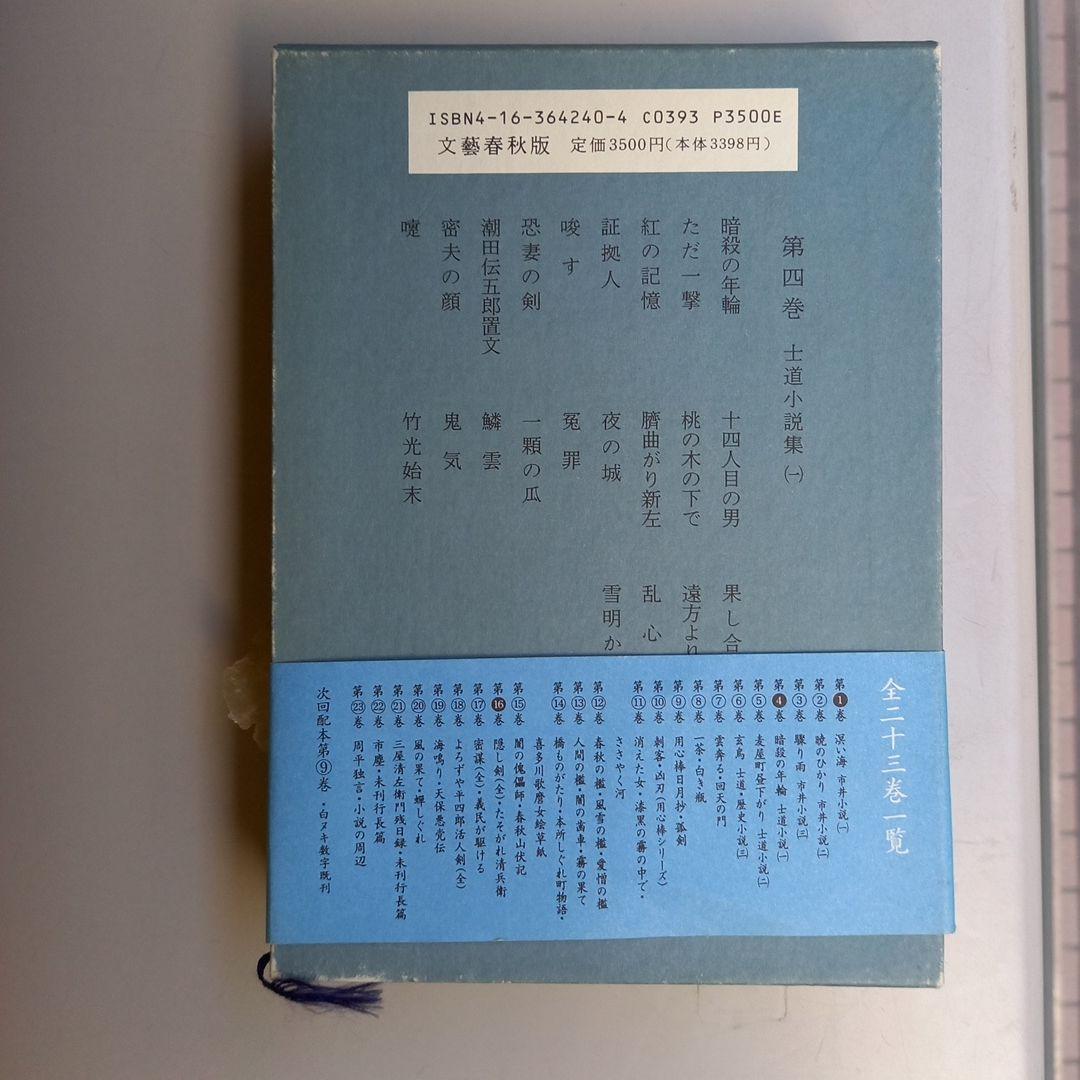 ISBN4-16-364240-4 C0393 P3500E
文藝春秋版 定価3500円(本体3398円)
第四巻 士道小説集㈠
暗殺の年輪
ただ一撃
紅の記憶
証拠人
唆す
恐妻の剣
潮田伝五郎置文
密夫の顔
嚔
十四人目の男
桃の木の下で
臍曲がり新左
夜の城
冤罪
一顆の瓜
鱗雲
鬼気
竹光始末
果し合
遠方より
乱心
雪明か
全二十三巻一覧
第❶巻 溟い海 市井小説㈠
第②巻 暁のひかり 市井小説㈡
第③巻 驟り雨 市井小説㈢
第❹巻 暗殺の年輪 士道小説㈠
第⑤巻 麦屋町昼下がり 士道小説㈡
第⑥巻 玄鳥 士道・歴史小説㈢
第⑦巻 雲奔る・回天の門
第⑧巻 一茶・白き瓶
第⑨巻 用心棒日月抄・孤剣
第⑩巻 刺客・凶刃(用心棒シリーズ)
第⑪巻 消えた女・漆黒の霧の中で・
ささやく河
第⑫巻 春秋の檻・風雪の檻・愛憎の檻
第⑬巻 人間の檻・闇の歯車・霧の果て
第⑭巻 橋ものがたり・本所しぐれ町物語・
喜多川歌麿女絵草紙
第⑮巻 闇の傀儡師・春秋山伏記
第⓰巻 隠し剣(全)・たそがれ清兵衛
第⑰巻 密謀(全)・義民が駆ける
第⑱巻 よろずや平四郎活人剣(全)
第⑲巻 海鳴り・天保悪党伝
第⑳巻 風の果て・蟬しぐれ
第㉑巻 三屋清左衛門残日録・未刊行長篇
第㉒巻 市塵・未刊行長篇
第㉓巻 周平独言・小説の周辺
次回配本第⑨巻・白ヌキ数字既刊